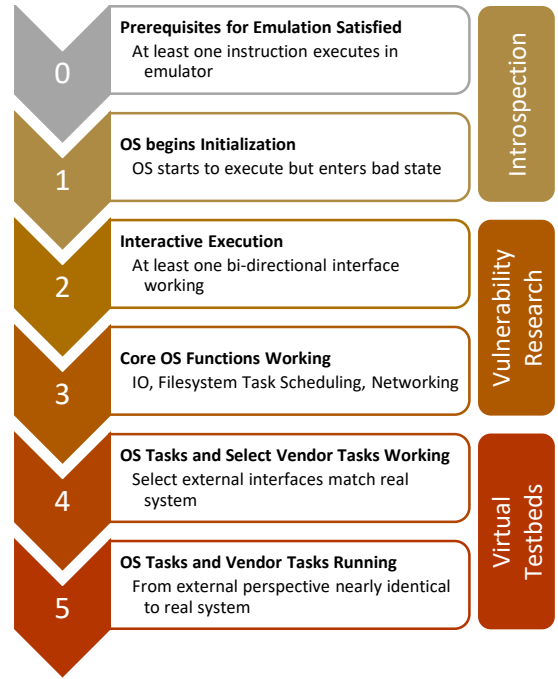 0
Prerequisites for Emulation Satisfied
At least one instruction executes in
emulator
1
OS begins Initialization
OS starts to execute but enters bad state
Introspection
2
Interactive Execution
At least one bi-directional interface
working
3
Core OS Functions Working
IO, Filesystem Task Scheduling, Networking
Vulnerability
Research
4
OS Tasks and Select Vendor Tasks Working
Select external interfaces match real
system
5
OS Tasks and Vendor Tasks Running
From external perspective nearly identical
to real system
Virtual
Testbeds